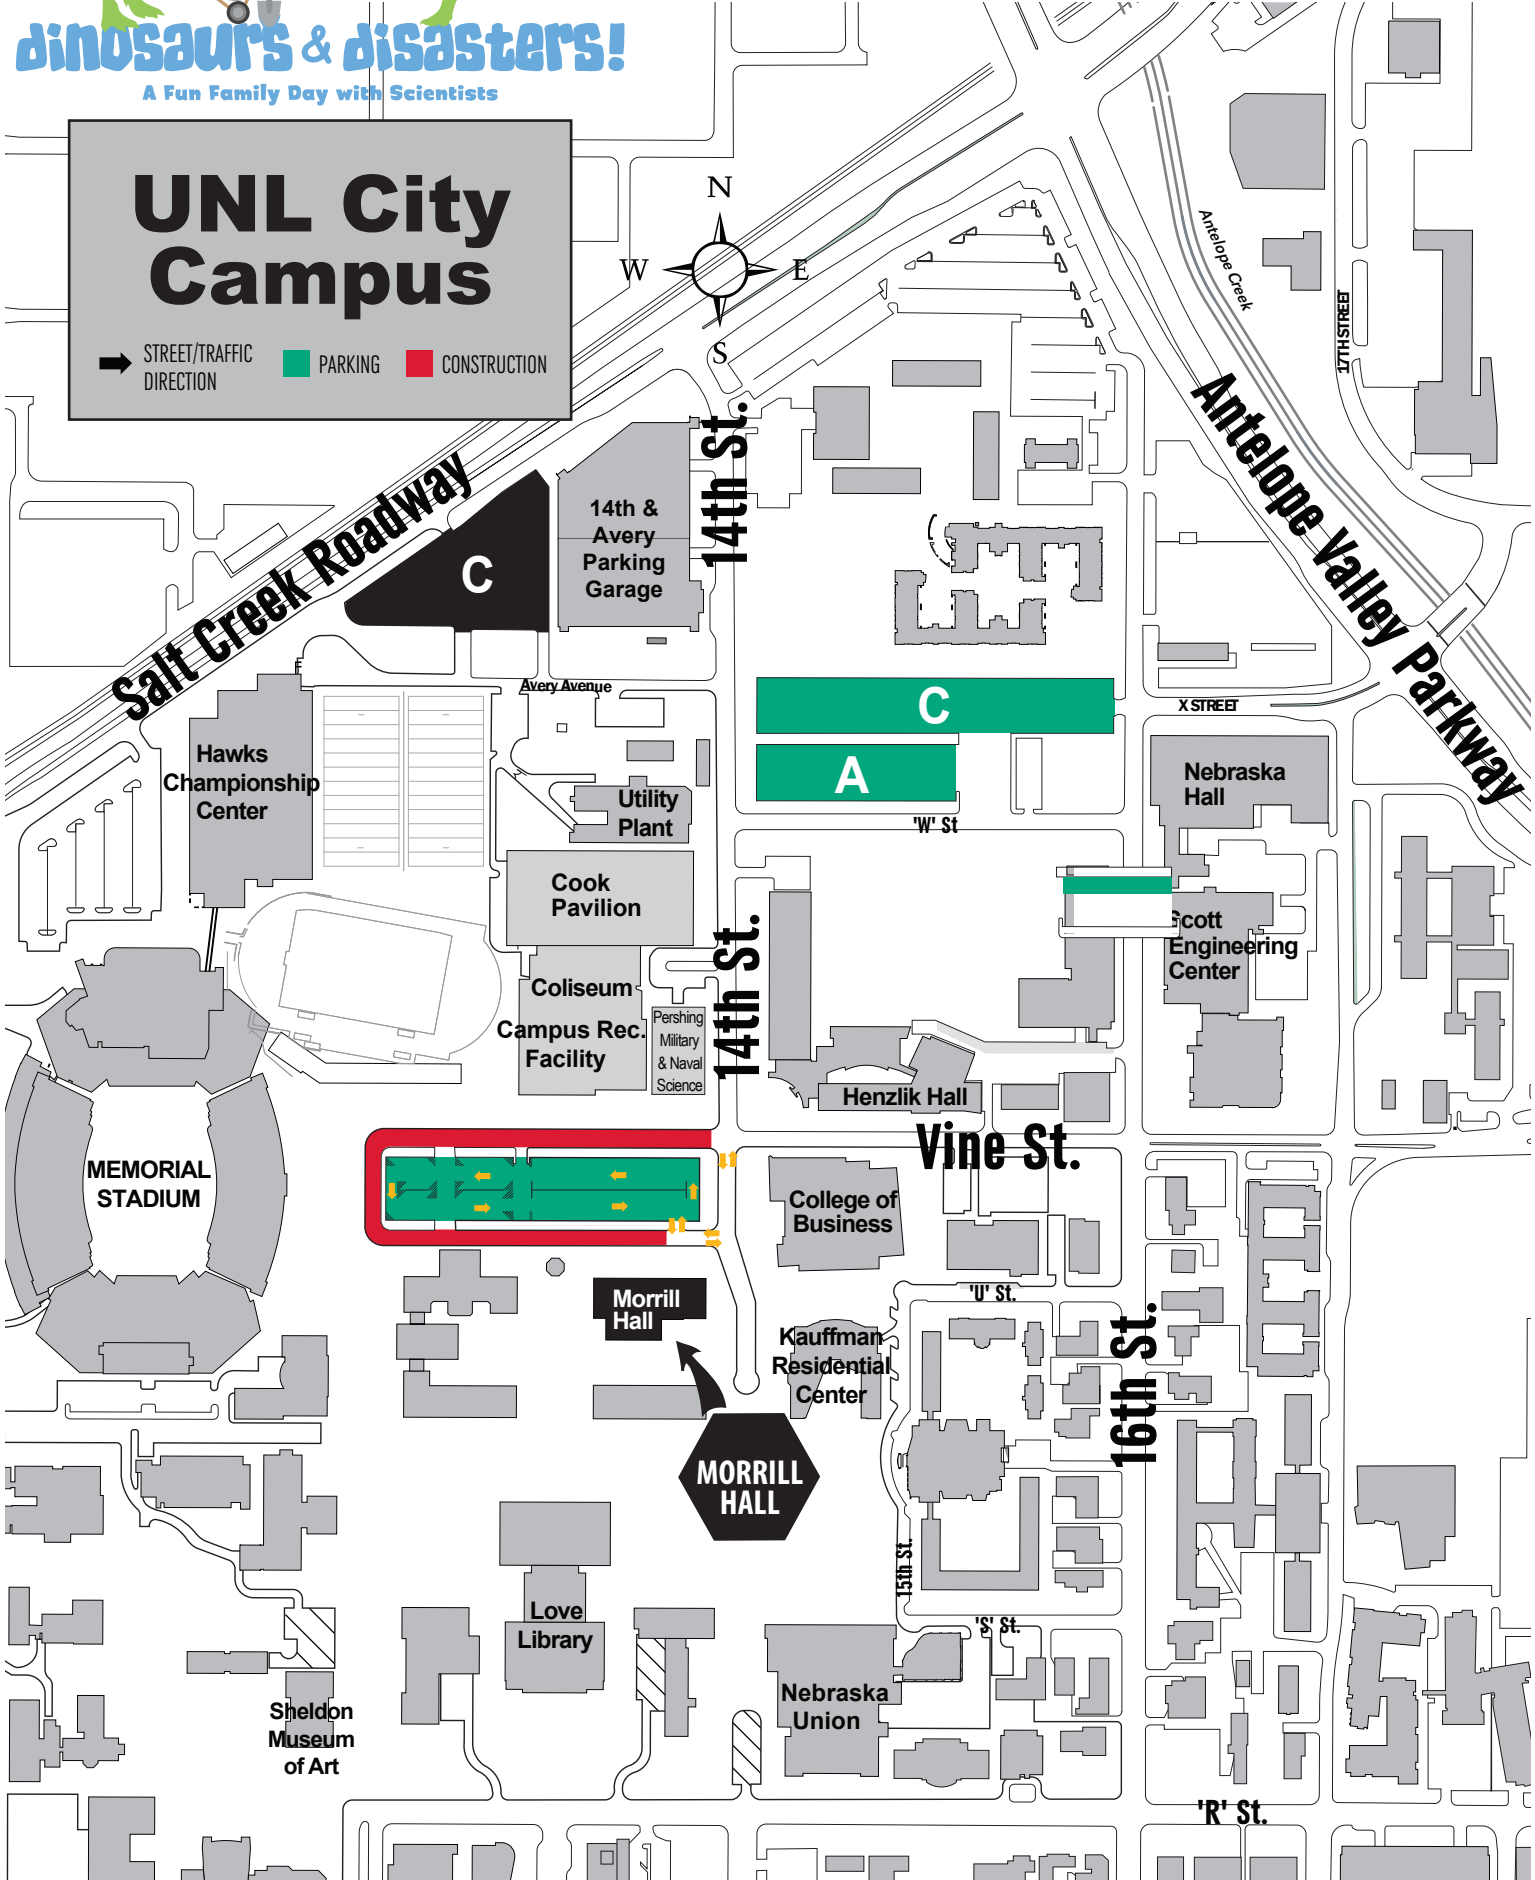 dinosaurs & disasters!
A Fun Family Day with Scientists
UNL City
Campus
STREET/TRAFFIC
DIRECTION
PARKING
CONSTRUCTION
N
W
E
S
Antelope Creek
17TH STREET
14th St.
Antelope Valley Parkway
Salt Creek Roadway
14th &
Avery
Parking
Garage
C
Avery Avenue
C
X STREET
A
'W' St
Hawks
Championship
Center
Utility
Plant
Nebraska
Hall
Cook
Pavilion
14th St.
Scott
Engineering
Center
Coliseum
Campus Rec.
Facility
Pershing
Military
& Naval
Science
Henzlik Hall
Vine St.
MEMORIAL
STADIUM
College of
Business
'U' St.
Morrill
Hall
Kauffman
Residential
Center
16th St.
MORRILL
HALL
15th St.
'S' St.
Love
Library
Nebraska
Union
Sheldon
Museum
of Art
'R' St.